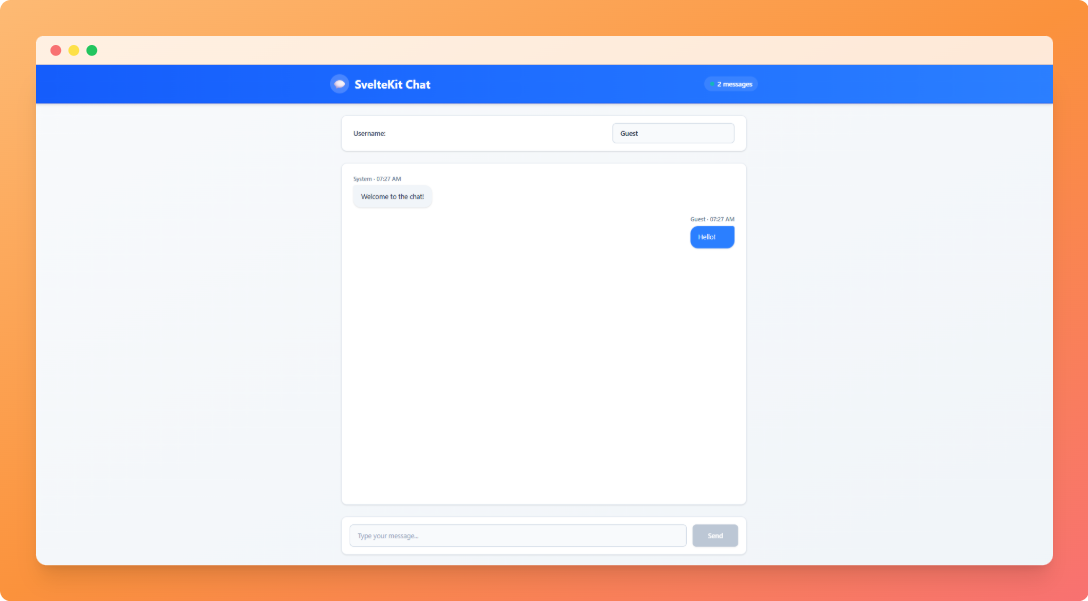 SvelteKit Chat
2 messages
Username:
Guest
System - 07:27 AM
Welcome to the chat!
Guest - 07:27 AM
Hello!
Type your message...
Send